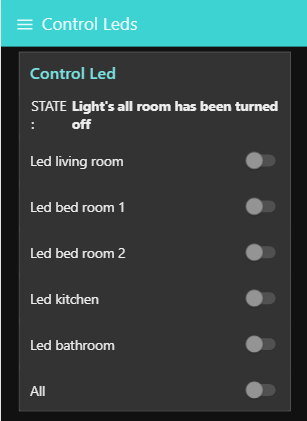 Control Leds
Control Led
STATE Light's all room has been turned
: off
Led living room
Led bed room 1
Led bed room 2
Led kitchen
Led bathroom
All